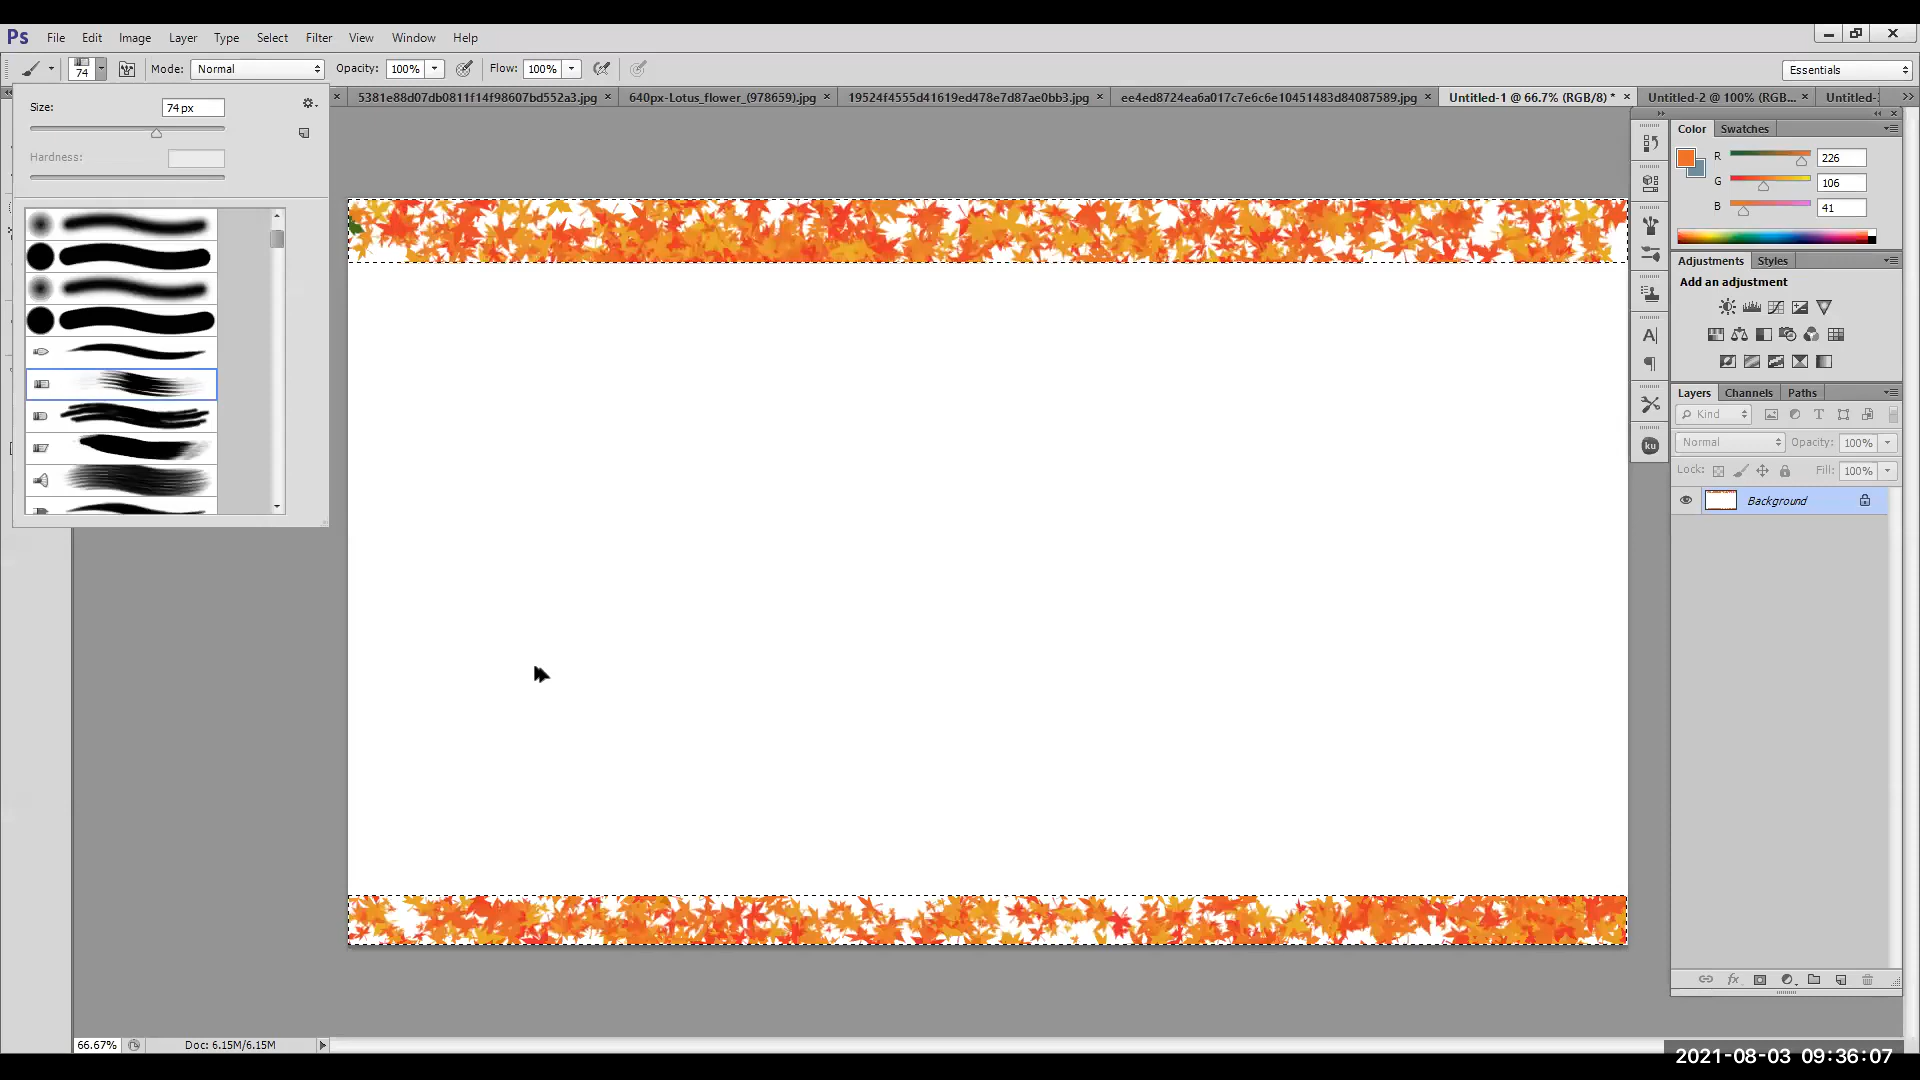 Ps File Edit Image Layer Type Select Filter View Window Help
74 Mode: Normal Opacity: 100% Flow: 100% Essentials
5381e88d07db0811f14f98607bd552a3.jpg × 640px-Lotus_flower_(978659).jpg × 19524f4555d41619ed478e7d87ae0bb3.jpg × ee4ed8724ea6a017c7e6c6e10451483d84087589.jpg × Untitled-1 @ 66.7% (RGB/8) * × Untitled-2 @ 100% (RGB... × Untitled-
Size: 74 px
Hardness:
Color Swatches
R 226
G 106
B 41
Adjustments Styles
Add an adjustment
Layers Channels Paths
Kind
Normal Opacity: 100%
Lock: Fill: 100%
ku
Background
66.67% Doc: 6.15M/6.15M
2021-08-03 09:36:07